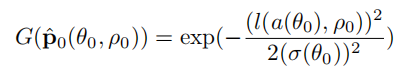 G(p̂₀(θ₀, ρ₀)) = exp(−(l(a(θ₀), ρ₀))² / 2(σ(θ₀))²)